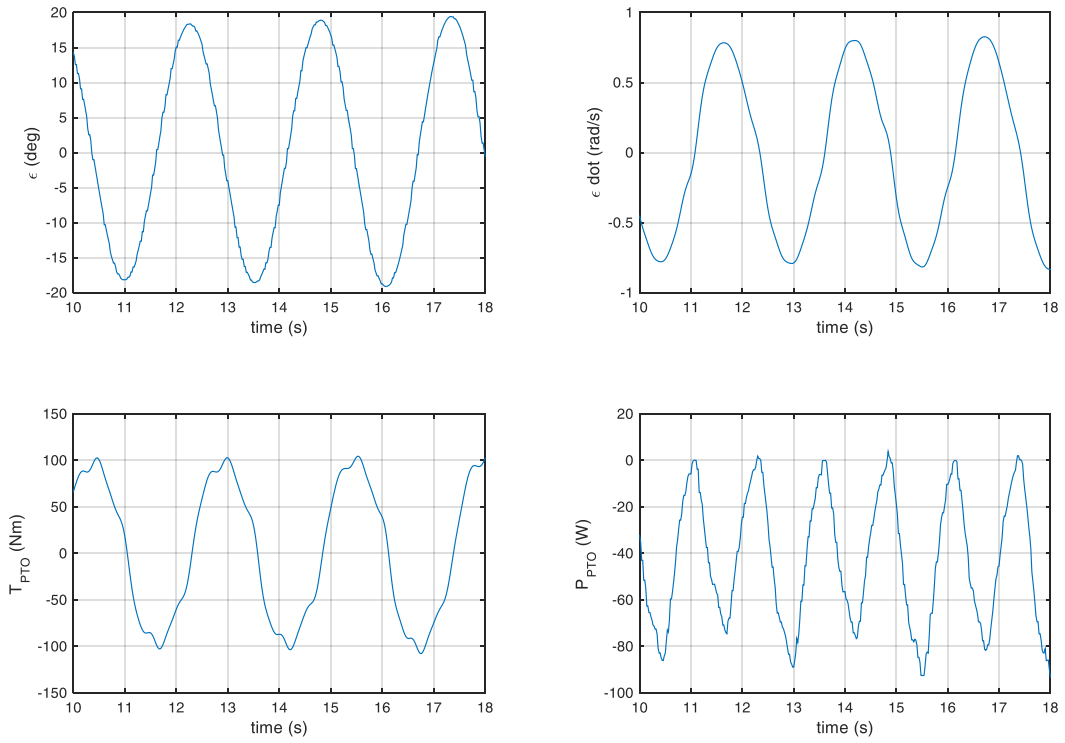 20
15
10
5
0
-5
-10
-15
-20
ϵ (deg)
10 11 12 13 14 15 16 17 18
time (s)
1
0.5
0
-0.5
-1
ϵ dot (rad/s)
10 11 12 13 14 15 16 17 18
time (s)
150
100
50
0
-50
-100
-150
T_PTO (Nm)
10 11 12 13 14 15 16 17 18
time (s)
20
0
-20
-40
-60
-80
-100
P_PTO (W)
10 11 12 13 14 15 16 17 18
time (s)